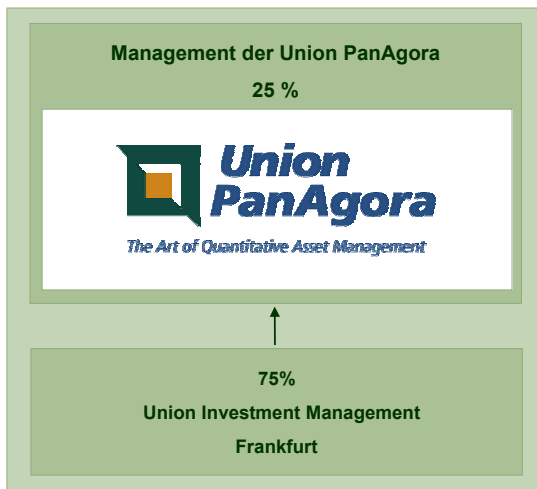 Management der Union PanAgora
25 %
Union
PanAgora
The Art of Quantitative Asset Management
75%
Union Investment Management
Frankfurt